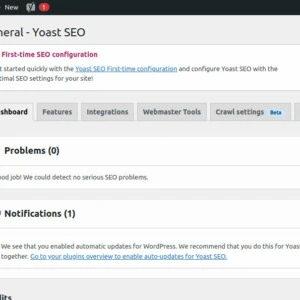 New 1
neral - Yoast SEO
First-time SEO configuration
t started quickly with the Yoast SEO First-time configuration and configure Yoast SEO with the
timal SEO settings for your site!
shboard Features Integrations Webmaster Tools Crawl settings Beta
Problems (0)
ood job! We could detect no serious SEO problems.
Notifications (1)
We see that you enabled automatic updates for WordPress. We recommend that you do this for Yoast
together. Go to your plugins overview to enable auto-updates for Yoast SEO.
dits